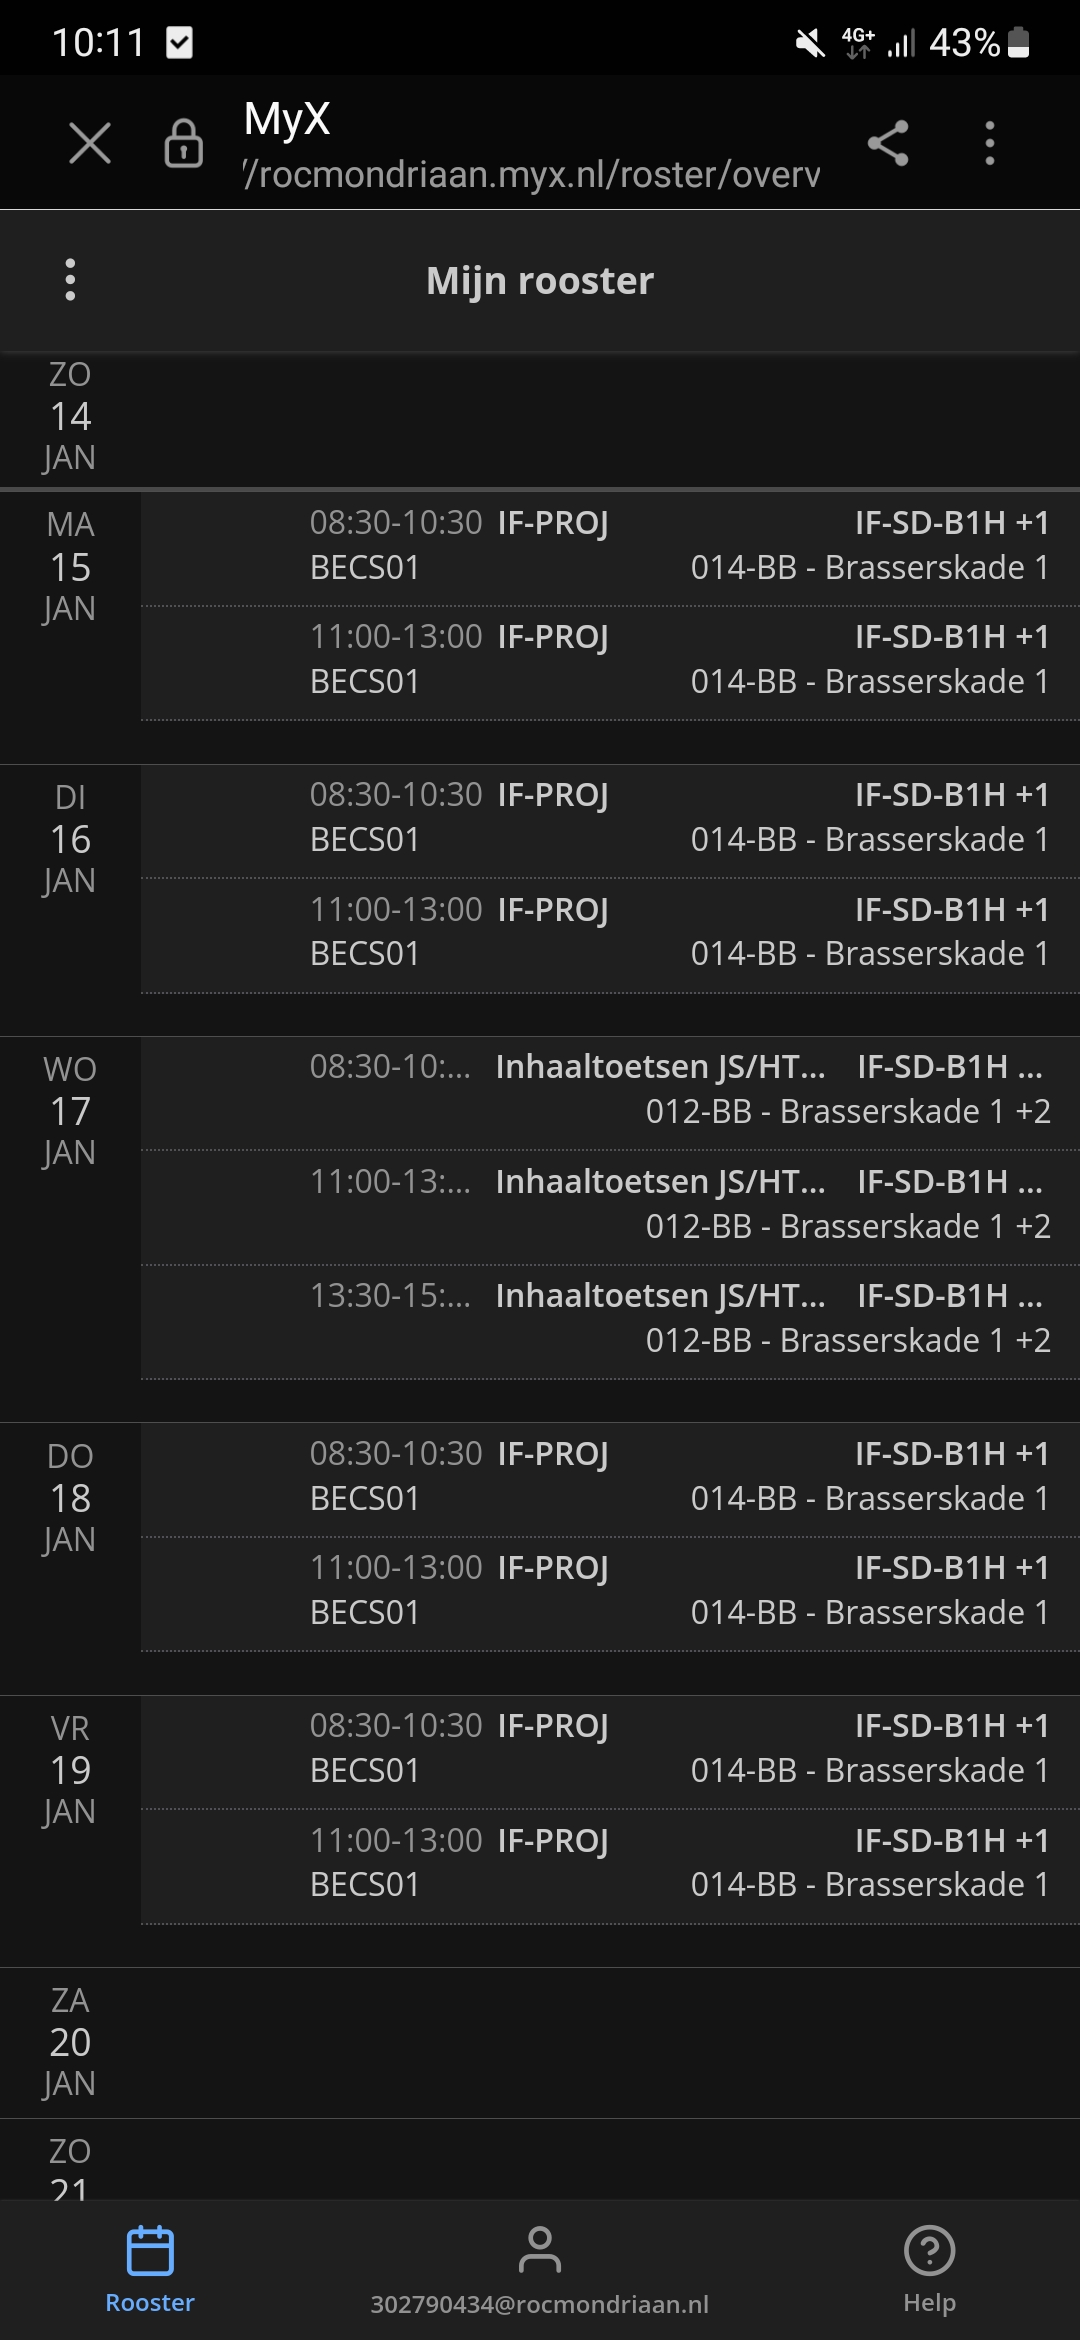 10:11 4G+ 43%
MyX
//rocmondriaan.myx.nl/roster/overv
Mijn rooster
ZO
14
JAN
MA
15
JAN
08:30-10:30 IF-PROJ IF-SD-B1H +1
BECS01 014-BB - Brasserskade 1
11:00-13:00 IF-PROJ IF-SD-B1H +1
BECS01 014-BB - Brasserskade 1
DI
16
JAN
08:30-10:30 IF-PROJ IF-SD-B1H +1
BECS01 014-BB - Brasserskade 1
11:00-13:00 IF-PROJ IF-SD-B1H +1
BECS01 014-BB - Brasserskade 1
WO
17
JAN
08:30-10:... Inhaaltoetsen JS/HT... IF-SD-B1H ...
012-BB - Brasserskade 1 +2
11:00-13:... Inhaaltoetsen JS/HT... IF-SD-B1H ...
012-BB - Brasserskade 1 +2
13:30-15:... Inhaaltoetsen JS/HT... IF-SD-B1H ...
012-BB - Brasserskade 1 +2
DO
18
JAN
08:30-10:30 IF-PROJ IF-SD-B1H +1
BECS01 014-BB - Brasserskade 1
11:00-13:00 IF-PROJ IF-SD-B1H +1
BECS01 014-BB - Brasserskade 1
VR
19
JAN
08:30-10:30 IF-PROJ IF-SD-B1H +1
BECS01 014-BB - Brasserskade 1
11:00-13:00 IF-PROJ IF-SD-B1H +1
BECS01 014-BB - Brasserskade 1
ZA
20
JAN
ZO
21
Rooster 302790434@rocmondriaan.nl Help